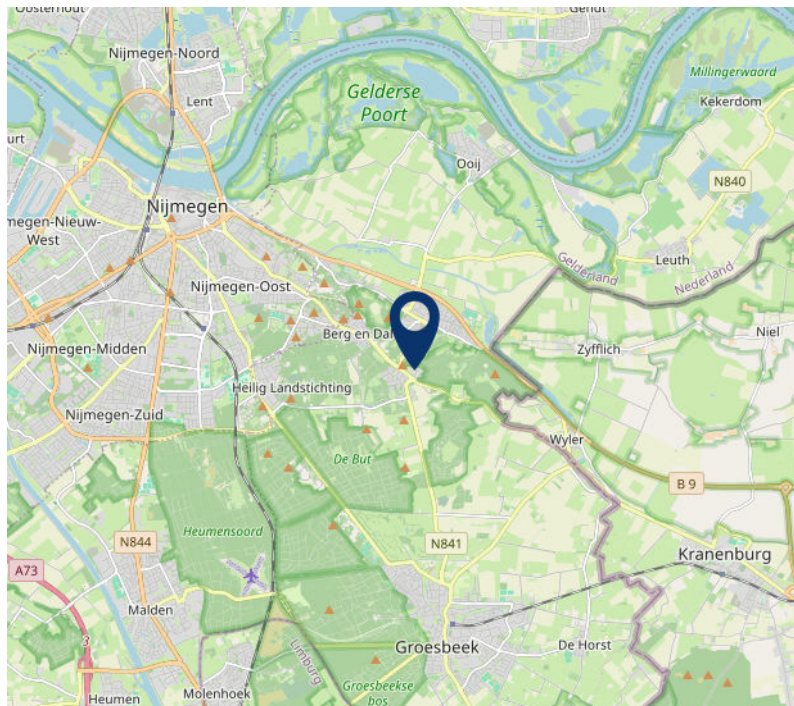 Oosterhout
Gendt
Nijmegen-Noord
Lent
Gelderse
Poort
Millingerwaard
Kekerdom
Ooij
N840
Nijmegen
megen-Nieuw-
West
Gelderland
Leuth
Nederland
Nijmegen-Oost
Berg en Dal
Niel
Zyfflich
Nijmegen-Midden
Heilig Landstichting
Nijmegen-Zuid
Wyler
De But
B 9
Heumensoord
N844
N841
Kranenburg
A73
Malden
3
Groesbeek
De Horst
Limburg
Molenhoek
Groesbeekse
bos
Heumen